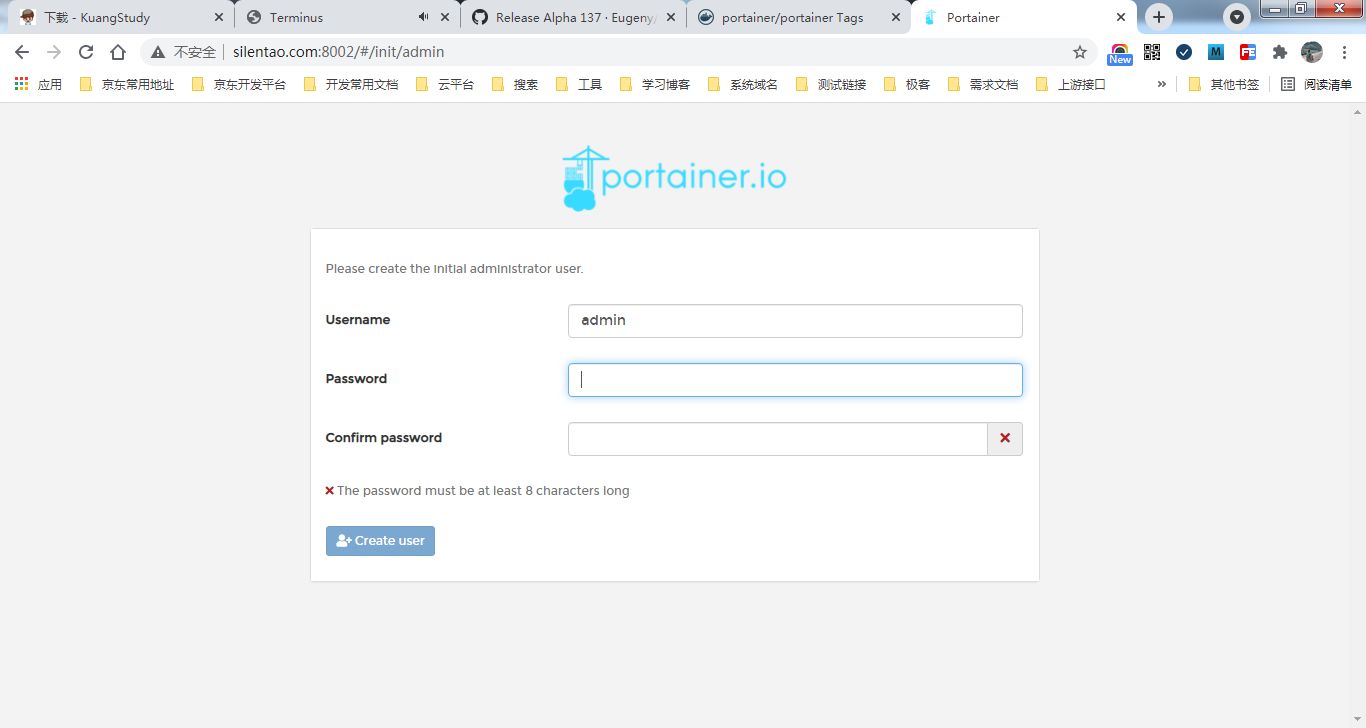 下载 - KuangStudy
Terminus
Release Alpha 137 · Eugeny/
portainer/portainer Tags
Portainer
不安全
silentao.com:8002/#/init/admin
New
M
FE
应用
京东常用地址
京东开发平台
开发常用文档
云平台
搜索
工具
学习博客
系统域名
测试链接
极客
需求文档
上游接口
»
其他书签
阅读清单
portainer.io
Please create the initial administrator user.
Username
admin
Password
Confirm password
The password must be at least 8 characters long
Create user